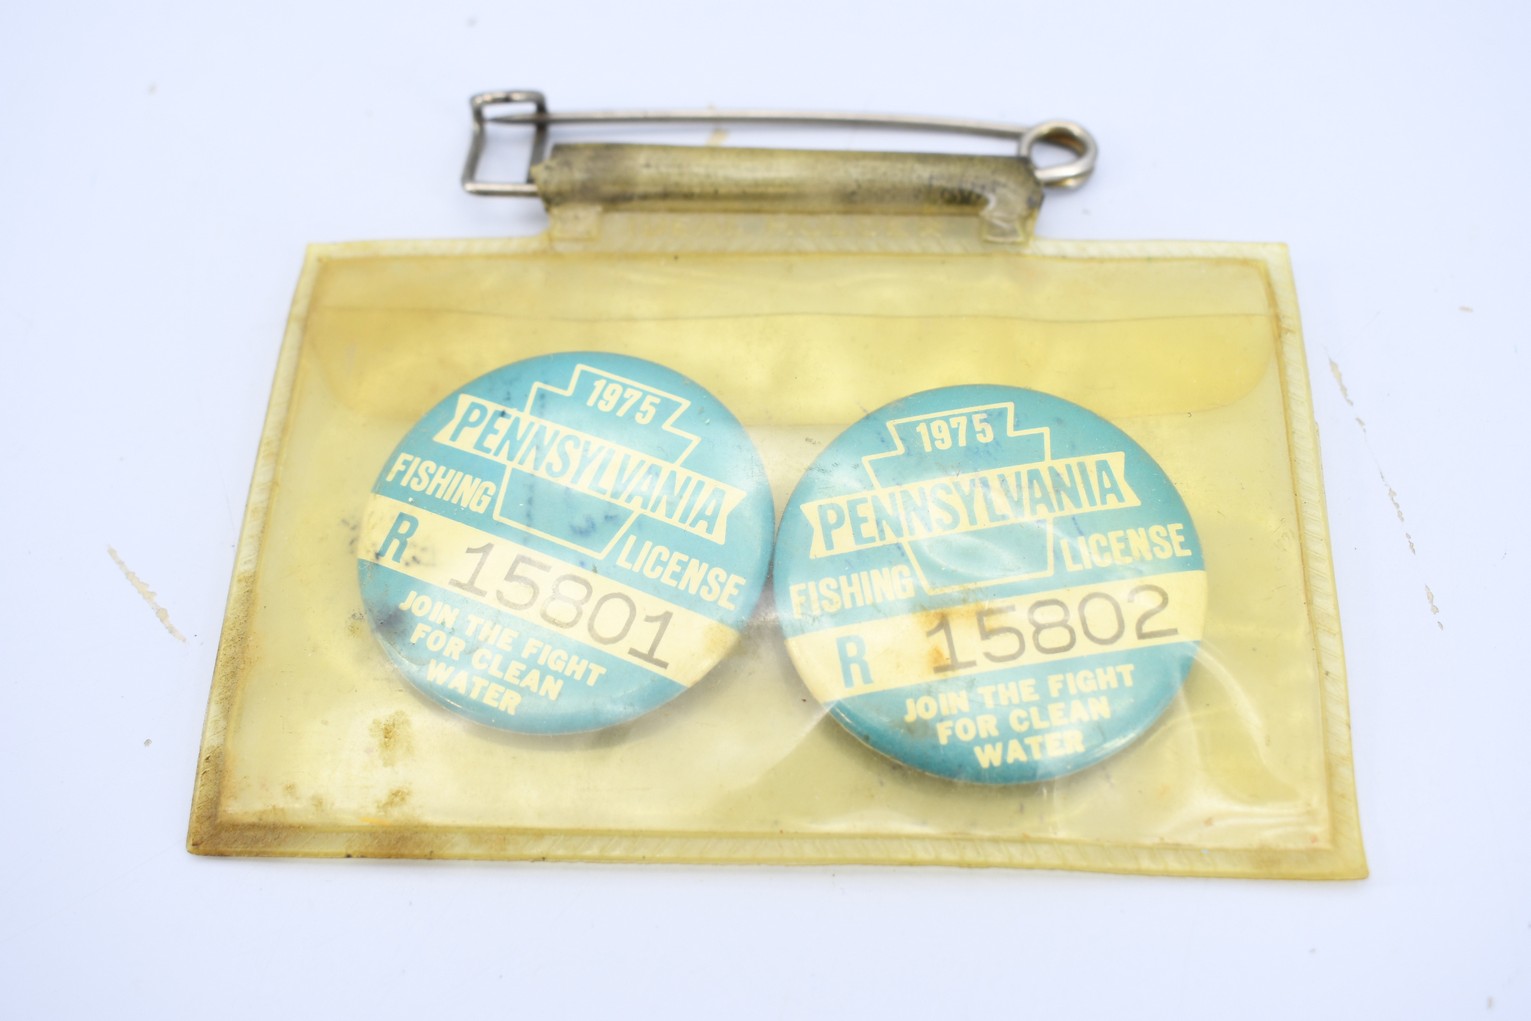 1975
PENNSYLVANIA
FISHING LICENSE
R 15801
JOIN THE FIGHT
FOR CLEAN
WATER
1975
PENNSYLVANIA
FISHING LICENSE
R 15802
JOIN THE FIGHT
FOR CLEAN
WATER